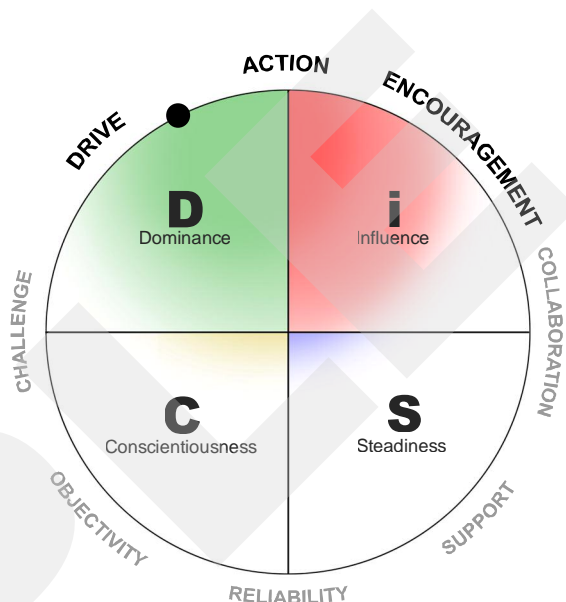 ACTION
DRIVE
ENCOURAGEMENT
D
Dominance
i
Influence
CHALLENGE
COLLABORATION
C
Conscientiousness
S
Steadiness
OBJECTIVITY
SUPPORT
RELIABILITY